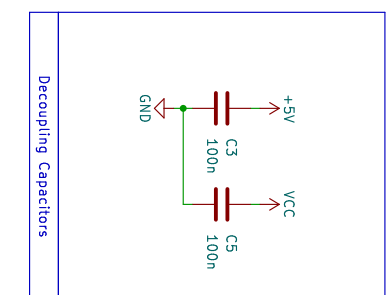 Decoupling Capacitors
+5V
C3
100n
GND
VCC
C5
100n